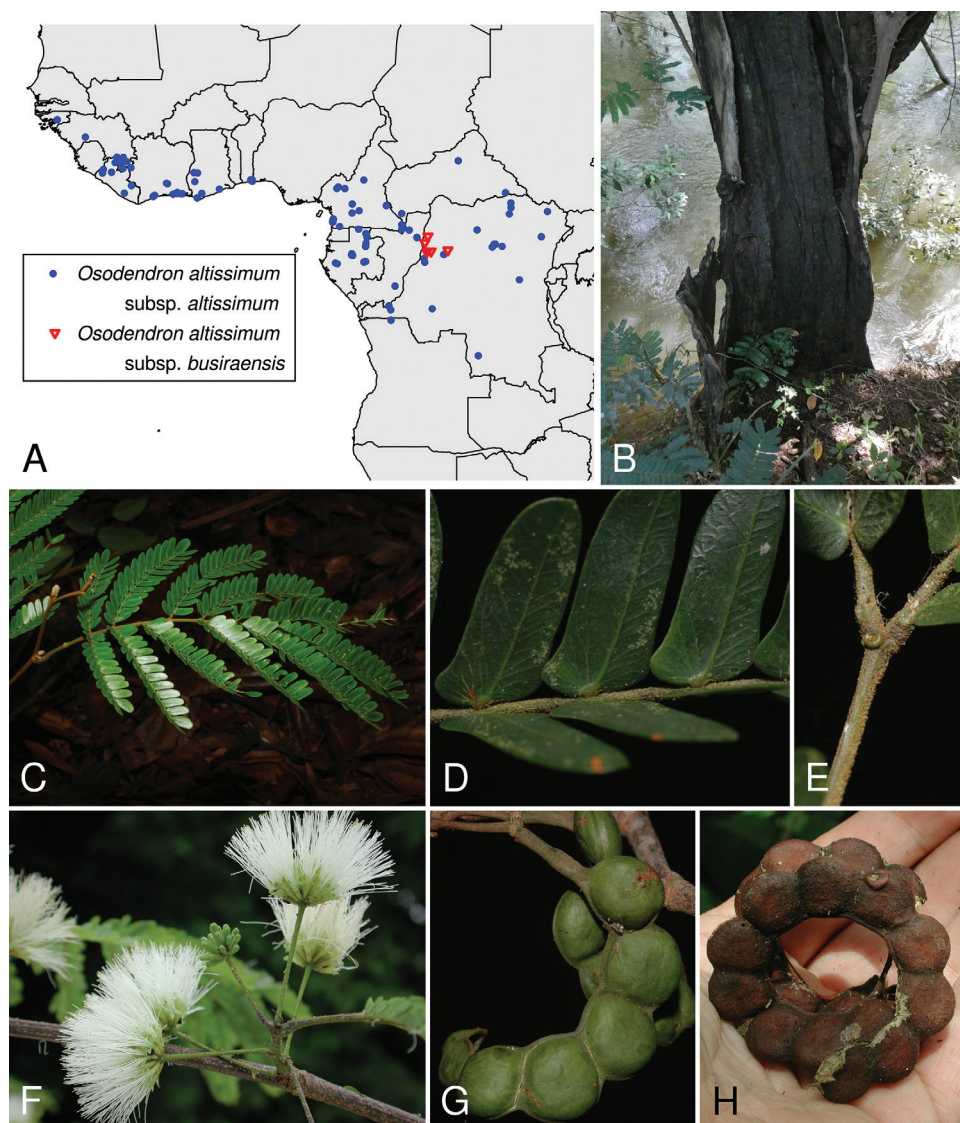 Osodendron altissimum
subsp. altissimum
Osodendron altissimum
subsp. busiraensis
A
B
C
D
E
F
G
H